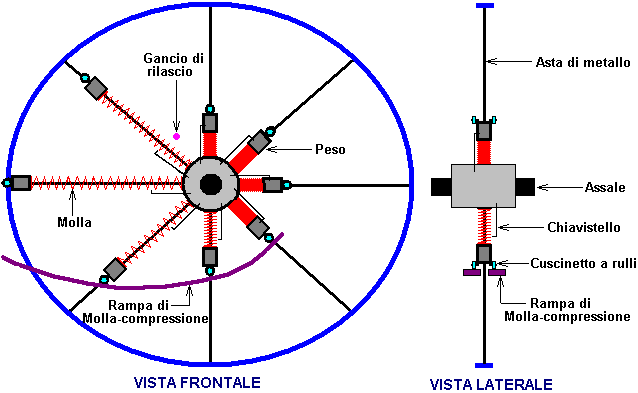 Gancio di
rilascio
Peso
Molla
Rampa di
Molla-compressione
VISTA FRONTALE
Asta di metallo
Assale
Chiavistello
Cuscinetto a rulli
Rampa di
Molla-compressione
VISTA LATERALE